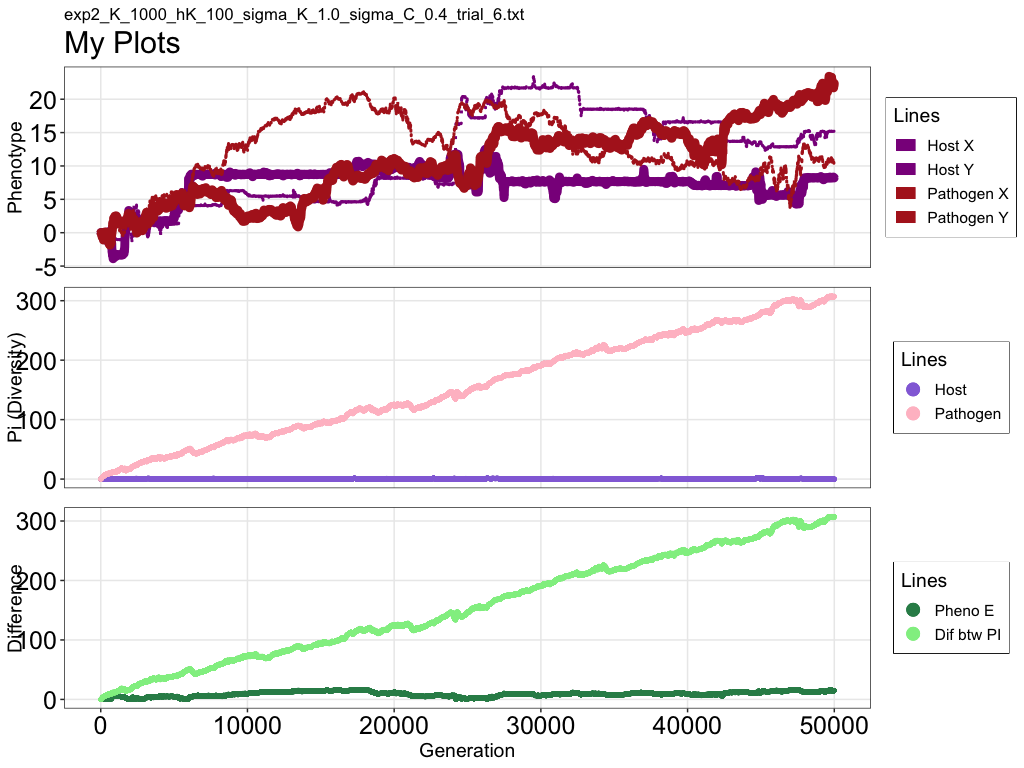 exp2_K_1000_hK_100_sigma_K_1.0_sigma_C_0.4_trial_6.txt
My Plots
Phenotype
20
15
10
5
0
-5
Lines
Host X
Host Y
Pathogen X
Pathogen Y
PI (Diversity)
300
200
100
0
Lines
Host
Pathogen
Difference
300
200
100
0
Lines
Pheno E
Dif btw PI
0 10000 20000 30000 40000 50000
Generation